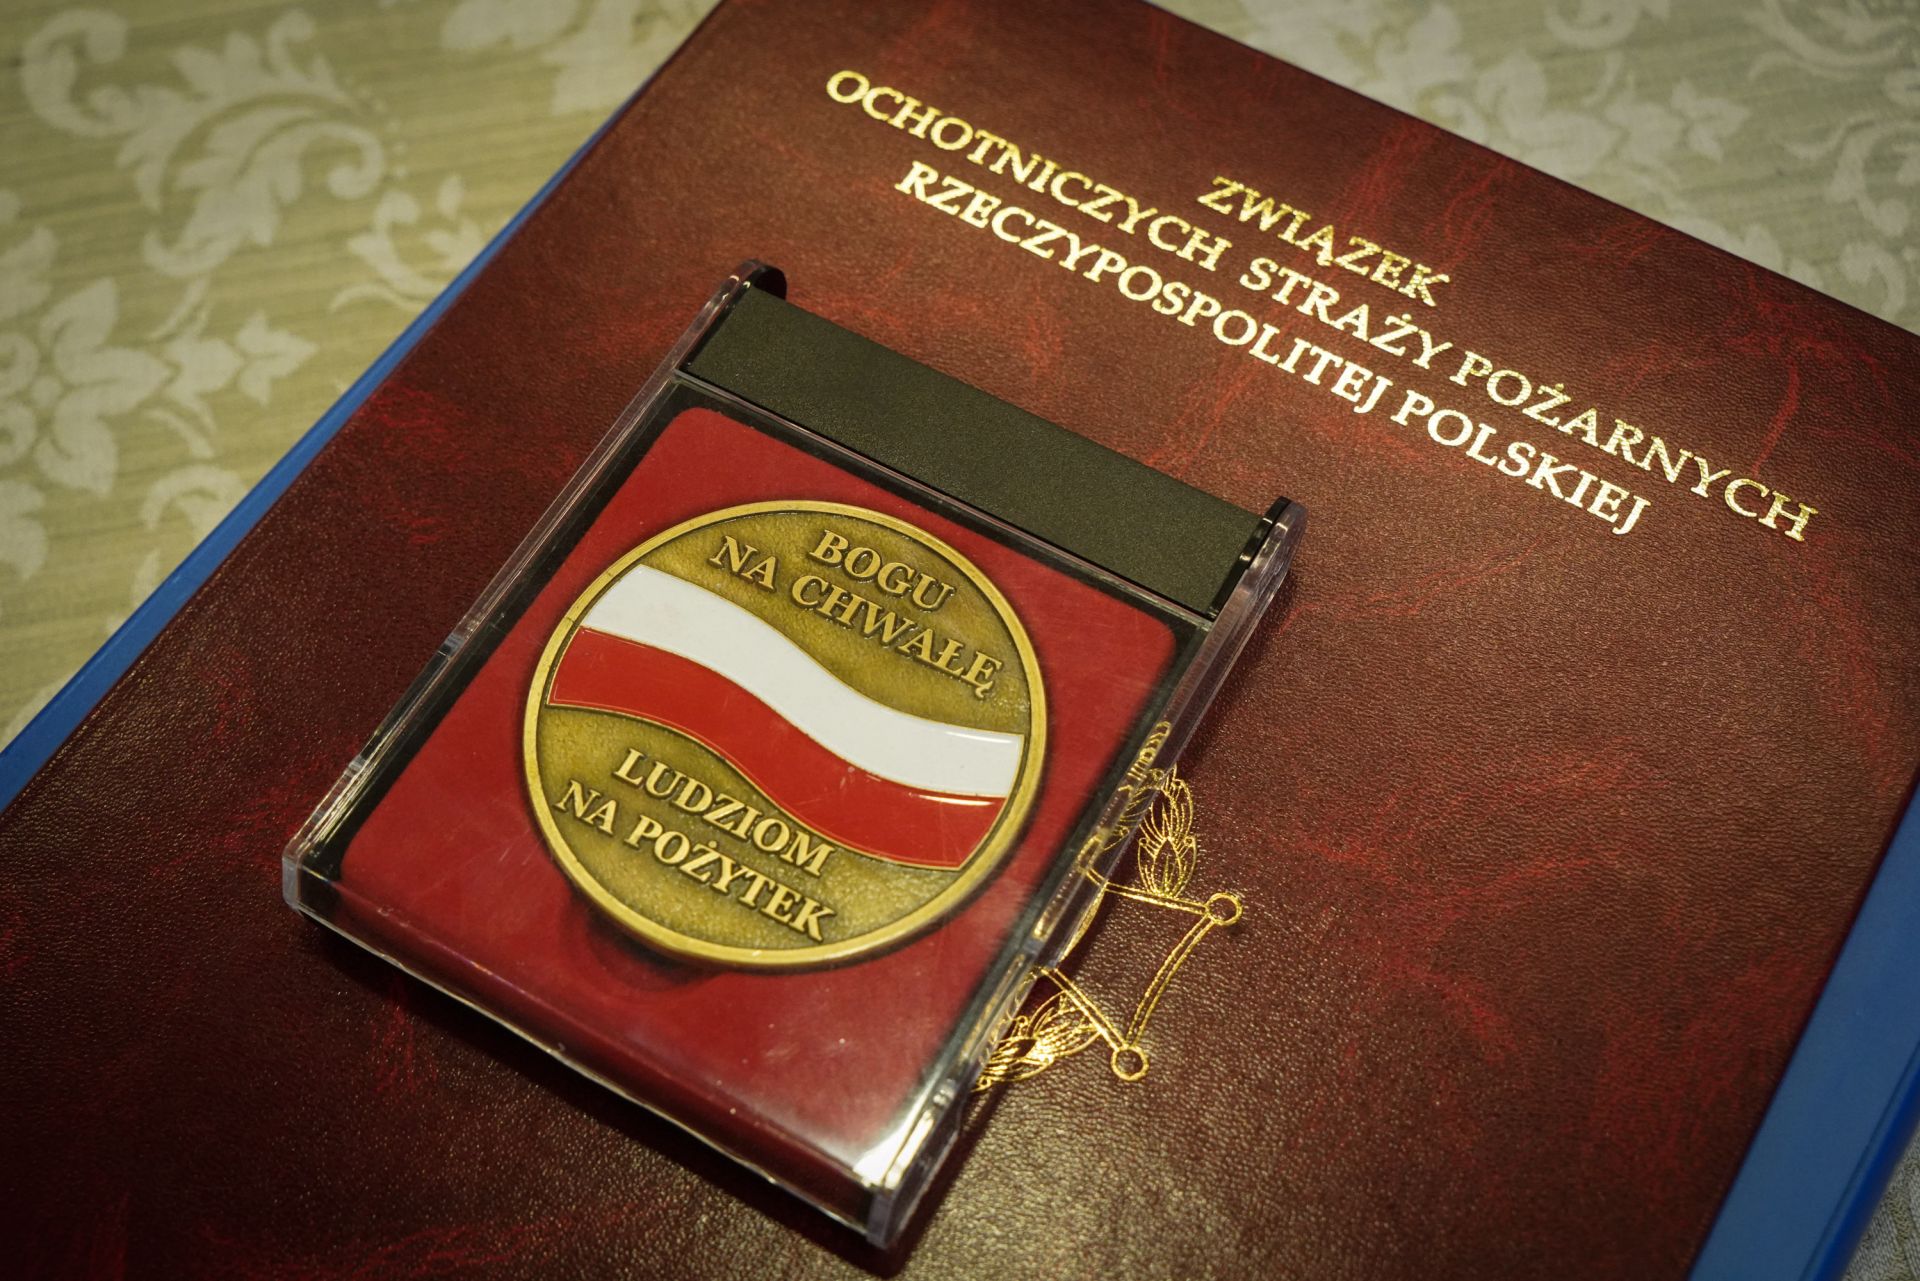 ZWIĄZEK
OCHOTNICZYCH STRAŻY POŻARNYCH
RZECZYPOSPOLITEJ POLSKIEJ
BOGU
NA CHWAŁĘ
LUDZIOM
NA POŻYTEK